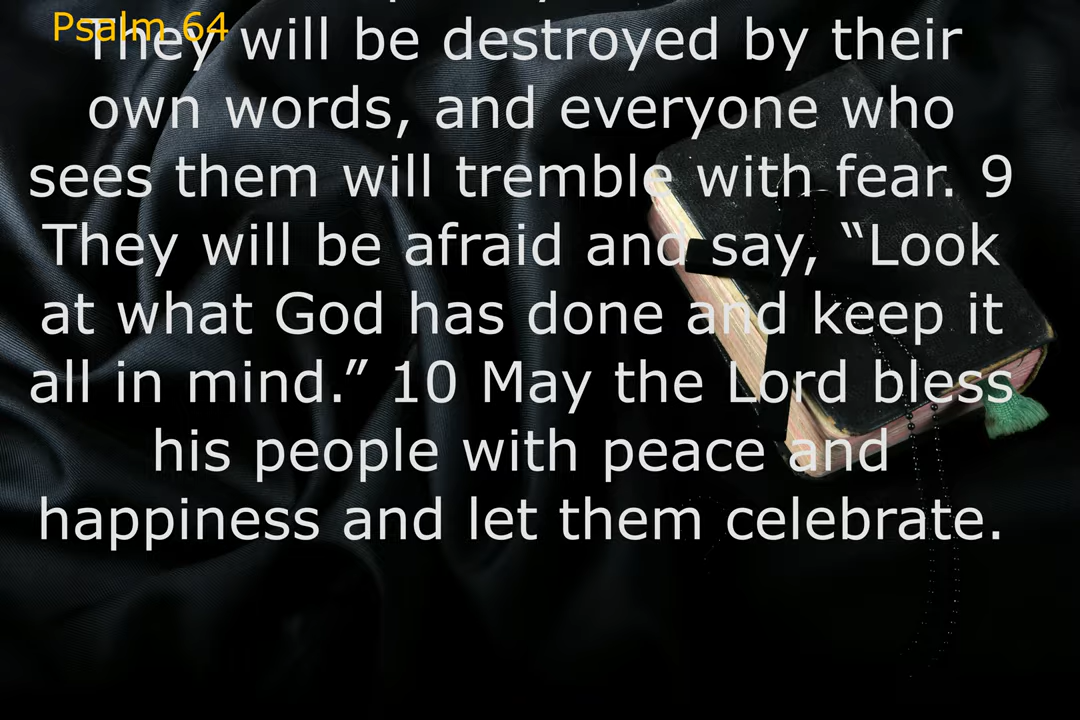 Psalm 64
They will be destroyed by their
own words, and everyone who
sees them will tremble with fear. 9
They will be afraid and say, “Look
at what God has done and keep it
all in mind.” 10 May the Lord bless
his people with peace and
happiness and let them celebrate.